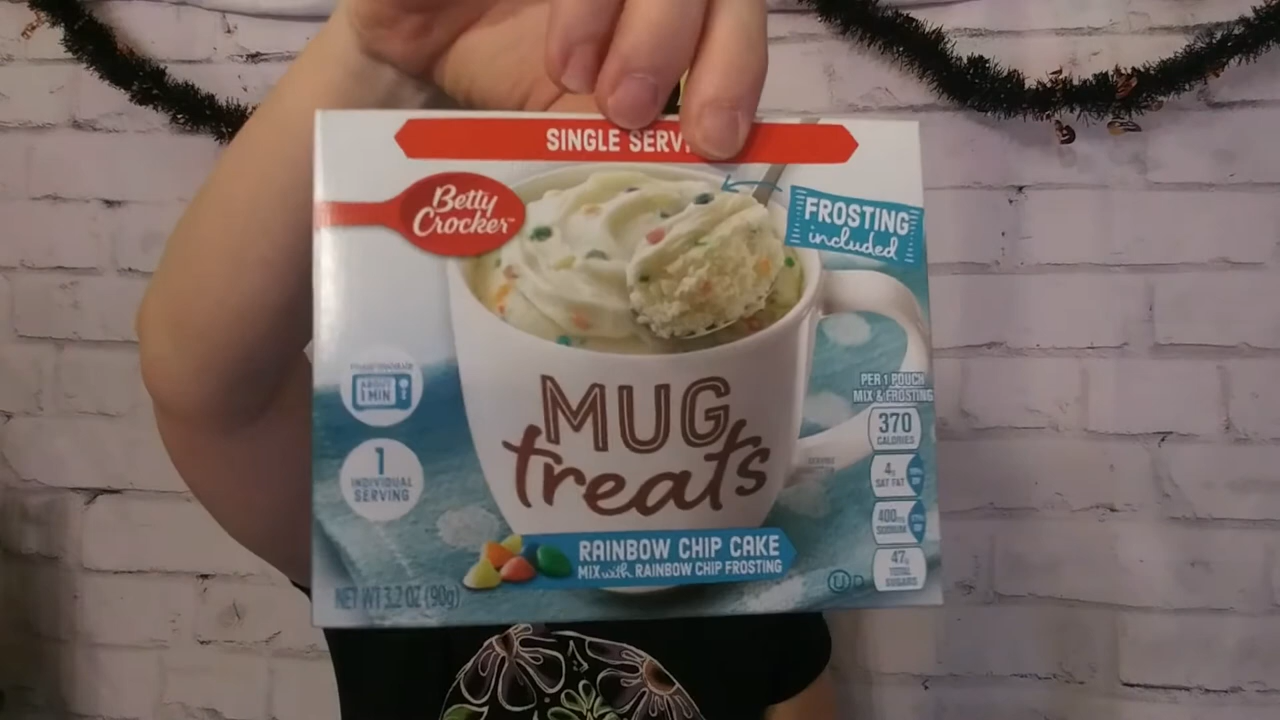 SINGLE SERV
Betty
Crocker™
FROSTING
included
MUG
treats
ABOUT
1 MIN
1
INDIVIDUAL
SERVING
PER 1 POUCH
MIX & FROSTING
370
CALORIES
4g
SAT FAT
400mg
SODIUM
47g
TOTAL
SUGARS
RAINBOW CHIP CAKE
MIX with RAINBOW CHIP FROSTING
U D
NET WT 3.2 OZ (90g)